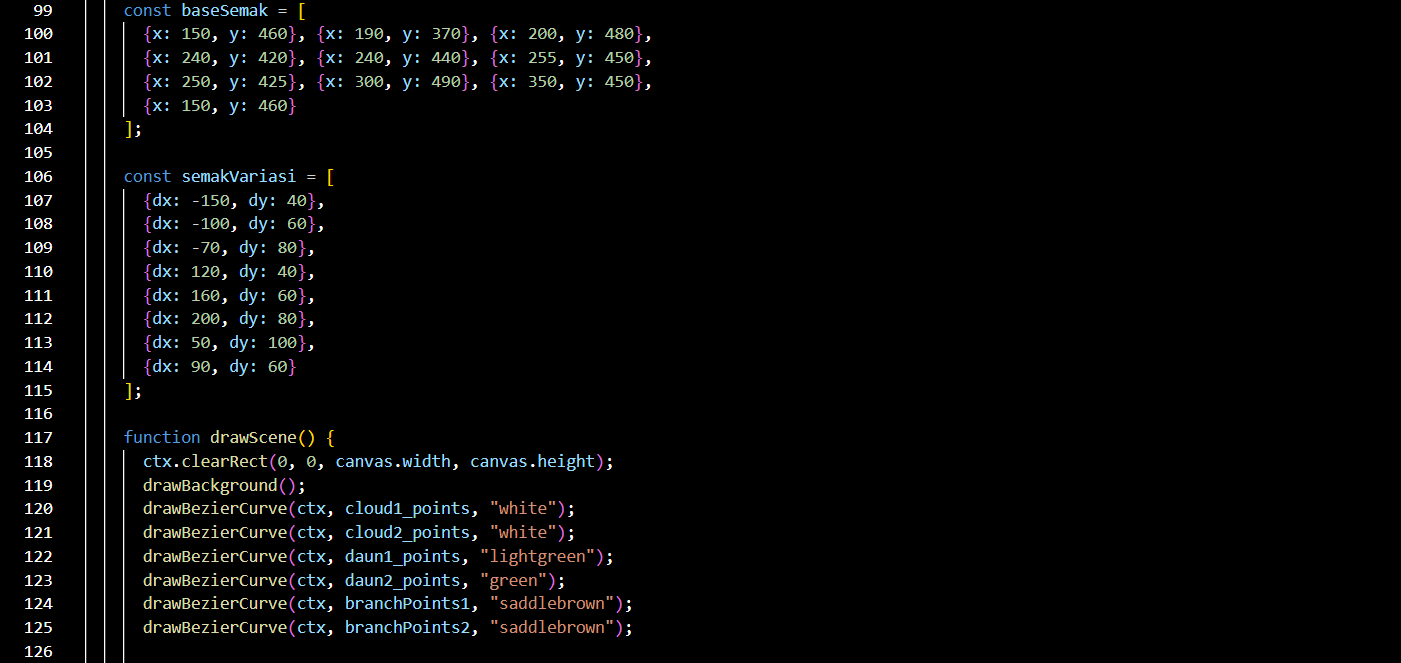 99 const baseSemak = [
100 {x: 150, y: 460}, {x: 190, y: 370}, {x: 200, y: 480},
101 {x: 240, y: 420}, {x: 240, y: 440}, {x: 255, y: 450},
102 {x: 250, y: 425}, {x: 300, y: 490}, {x: 350, y: 450},
103 {x: 150, y: 460}
104 ];
105
106 const semakVariasi = [
107 {dx: -150, dy: 40},
108 {dx: -100, dy: 60},
109 {dx: -70, dy: 80},
110 {dx: 120, dy: 40},
111 {dx: 160, dy: 60},
112 {dx: 200, dy: 80},
113 {dx: 50, dy: 100},
114 {dx: 90, dy: 60}
115 ];
116
117 function drawScene() {
118 ctx.clearRect(0, 0, canvas.width, canvas.height);
119 drawBackground();
120 drawBezierCurve(ctx, cloud1_points, "white");
121 drawBezierCurve(ctx, cloud2_points, "white");
122 drawBezierCurve(ctx, daun1_points, "lightgreen");
123 drawBezierCurve(ctx, daun2_points, "green");
124 drawBezierCurve(ctx, branchPoints1, "saddlebrown");
125 drawBezierCurve(ctx, branchPoints2, "saddlebrown");
126